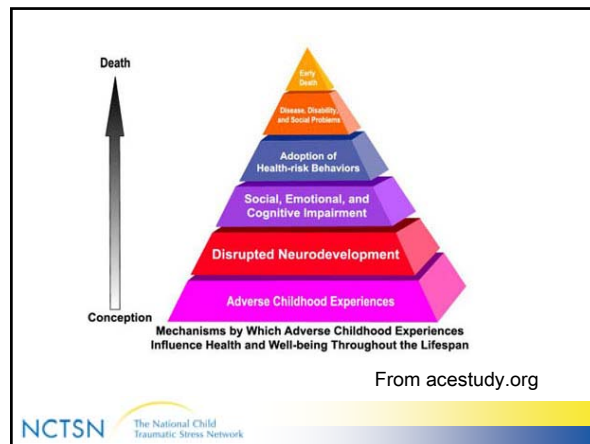 Death
Early
Death
Disease, Disability,
and Social Problems
Adoption of
Health-risk Behaviors
Social, Emotional, and
Cognitive Impairment
Disrupted Neurodevelopment
Adverse Childhood Experiences
Conception
Mechanisms by Which Adverse Childhood Experiences
Influence Health and Well-being Throughout the Lifespan
From acestudy.org
NCTSN
The National Child
Traumatic Stress Network